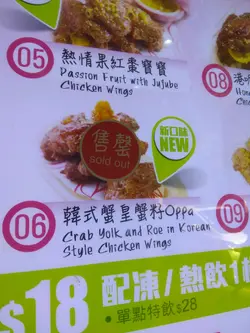 05 熱情果紅棗寶寶
Passion Fruit with Jujube
Chicken Wings
08
售罄
sold out
新口味
NEW
06 韓式蟹皇蟹籽Oppa
Crab Yolk and Roe in Korean
Style Chicken Wings
09
$18 配凍/熱飲1
•單點特飲$28